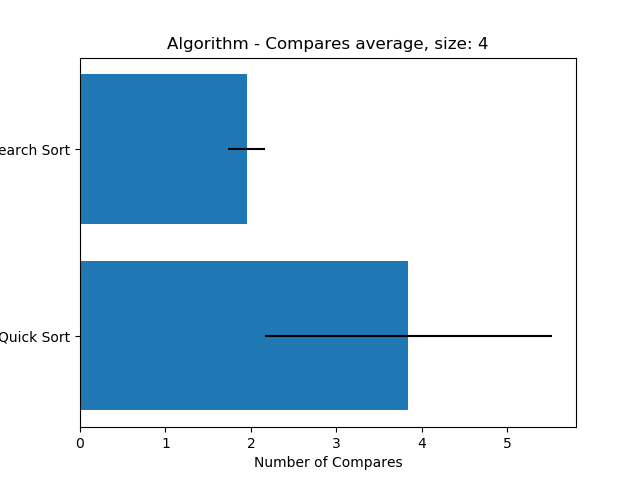 Algorithm - Compares average, size: 4
earch Sort
Quick Sort
0 1 2 3 4 5
Number of Compares